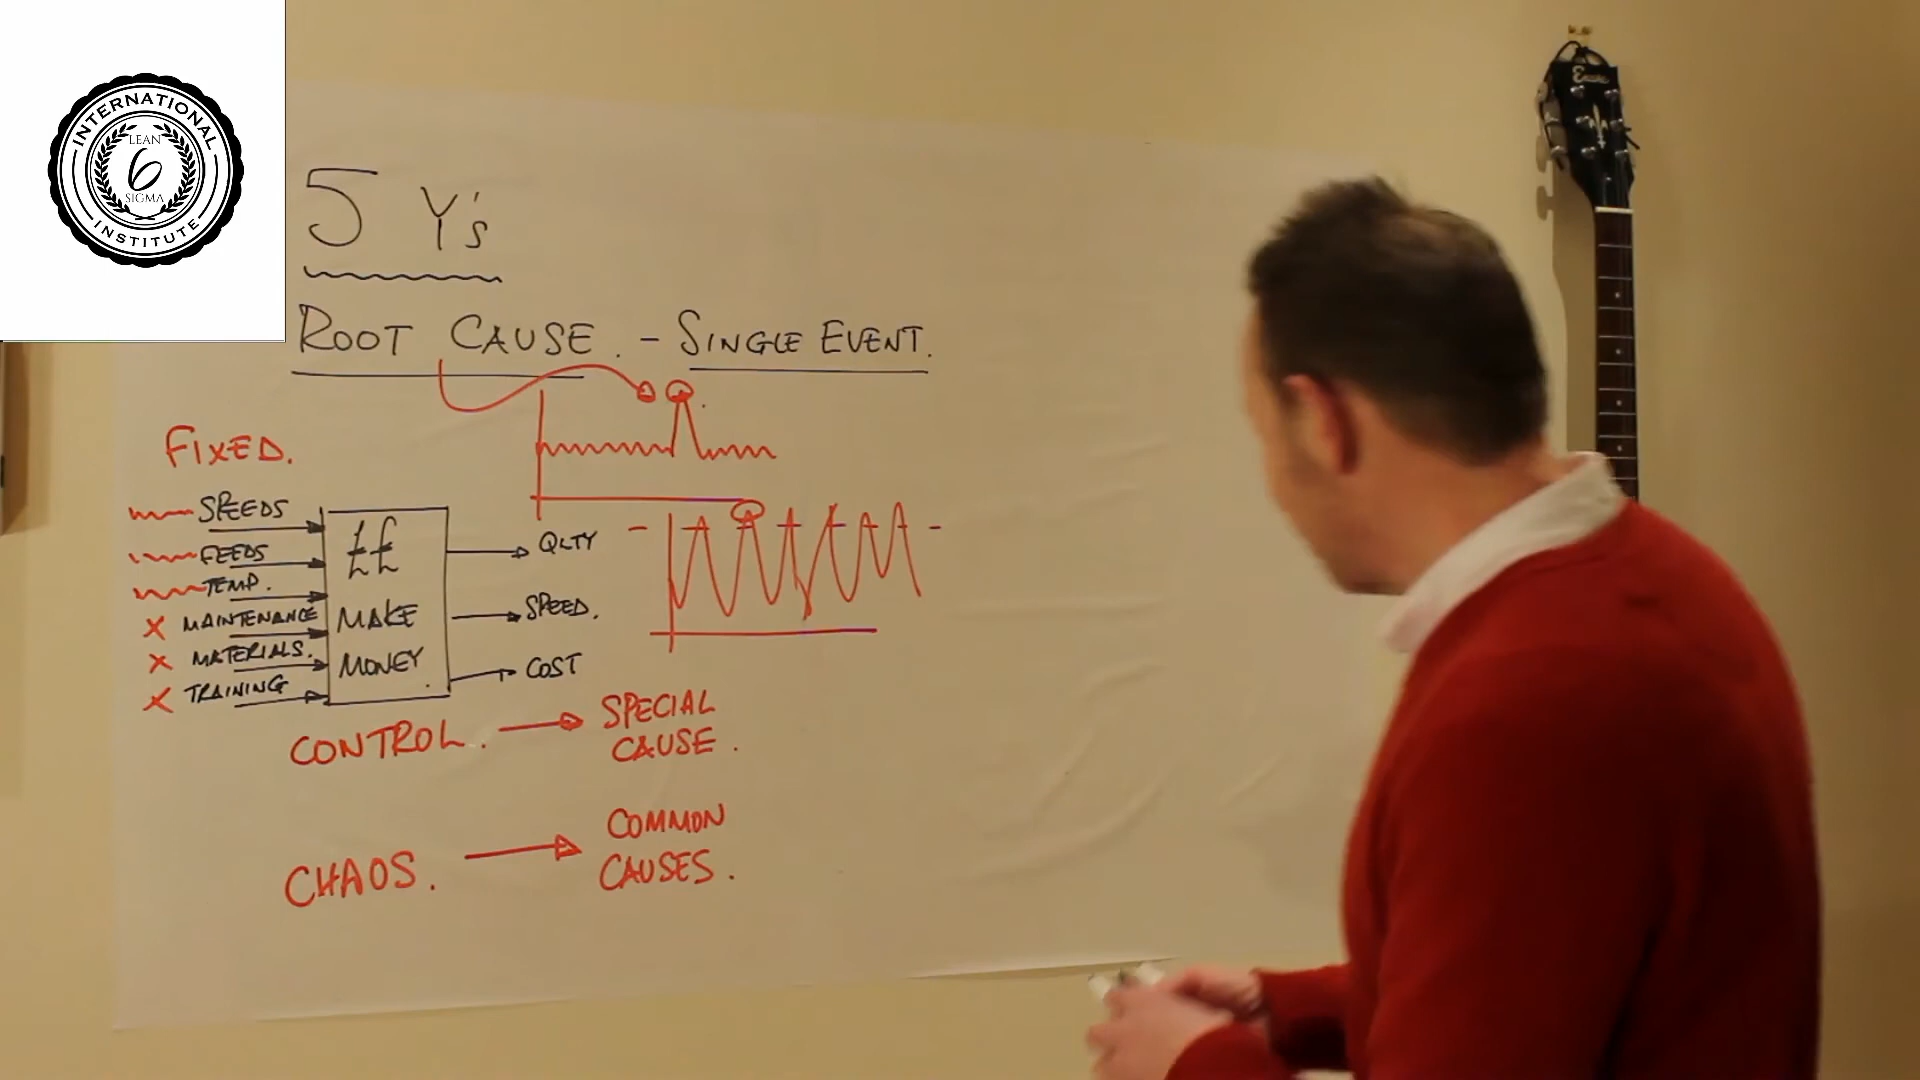 INTERNATIONAL
LEAN
6
SIGMA
INSTITUTE
5 Y's
ROOT CAUSE. - SINGLE EVENT.
FIXED.
SPEEDS
FEEDS
TEMP.
MAINTENANCE
MATERIALS.
TRAINING
££
MAKE
MONEY.
QLTY
SPEED.
COST
CONTROL.
SPECIAL
CAUSE.
CHAOS.
COMMON
CAUSES.